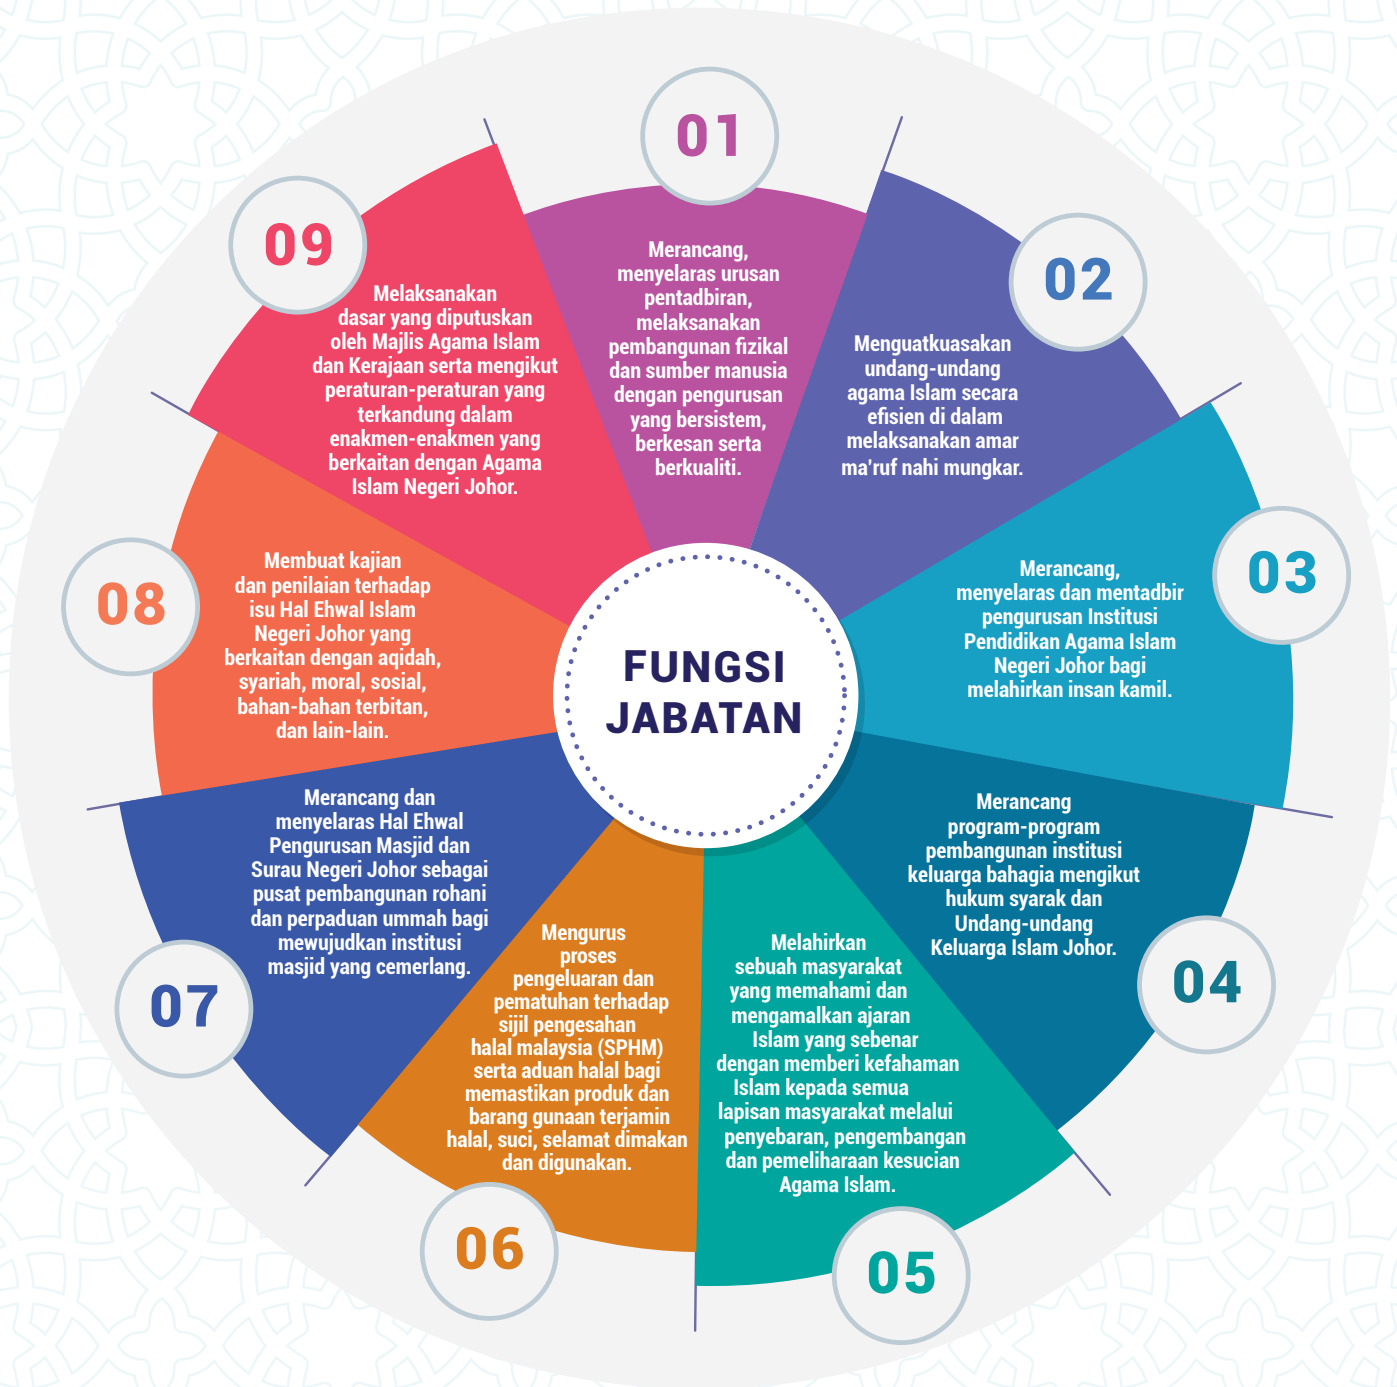 FUNGSI
JABATAN
01
Merancang,
menyelaras urusan
pentadbiran,
melaksanakan
pembangunan fizikal
dan sumber manusia
dengan pengurusan
yang bersistem,
berkesan serta
berkualiti.
02
Menguatkuasakan
undang-undang
agama Islam secara
efisien di dalam
melaksanakan amar
ma'ruf nahi mungkar.
03
Merancang,
menyelaras dan mentadbir
pengurusan Institusi
Pendidikan Agama Islam
Negeri Johor bagi
melahirkan insan kamil.
04
Merancang
program-program
pembangunan institusi
keluarga bahagia mengikut
hukum syarak dan
Undang-undang
Keluarga Islam Johor.
05
Melahirkan
sebuah masyarakat
yang memahami dan
mengamalkan ajaran
Islam yang sebenar
dengan memberi kefahaman
Islam kepada semua
lapisan masyarakat melalui
penyebaran, pengembangan
dan pemeliharaan kesucian
Agama Islam.
06
Mengurus
proses
pengeluaran dan
pematuhan terhadap
sijil pengesahan
halal malaysia (SPHM)
serta aduan halal bagi
memastikan produk dan
barang gunaan terjamin
halal, suci, selamat dimakan
dan digunakan.
07
Merancang dan
menyelaras Hal Ehwal
Pengurusan Masjid dan
Surau Negeri Johor sebagai
pusat pembangunan rohani
dan perpaduan ummah bagi
mewujudkan institusi
masjid yang cemerlang.
08
Membuat kajian
dan penilaian terhadap
isu Hal Ehwal Islam
Negeri Johor yang
berkaitan dengan aqidah,
syariah, moral, sosial,
bahan-bahan terbitan,
dan lain-lain.
09
Melaksanakan
dasar yang diputuskan
oleh Majlis Agama Islam
dan Kerajaan serta mengikut
peraturan-peraturan yang
terkandung dalam
enakmen-enakmen yang
berkaitan dengan Agama
Islam Negeri Johor.